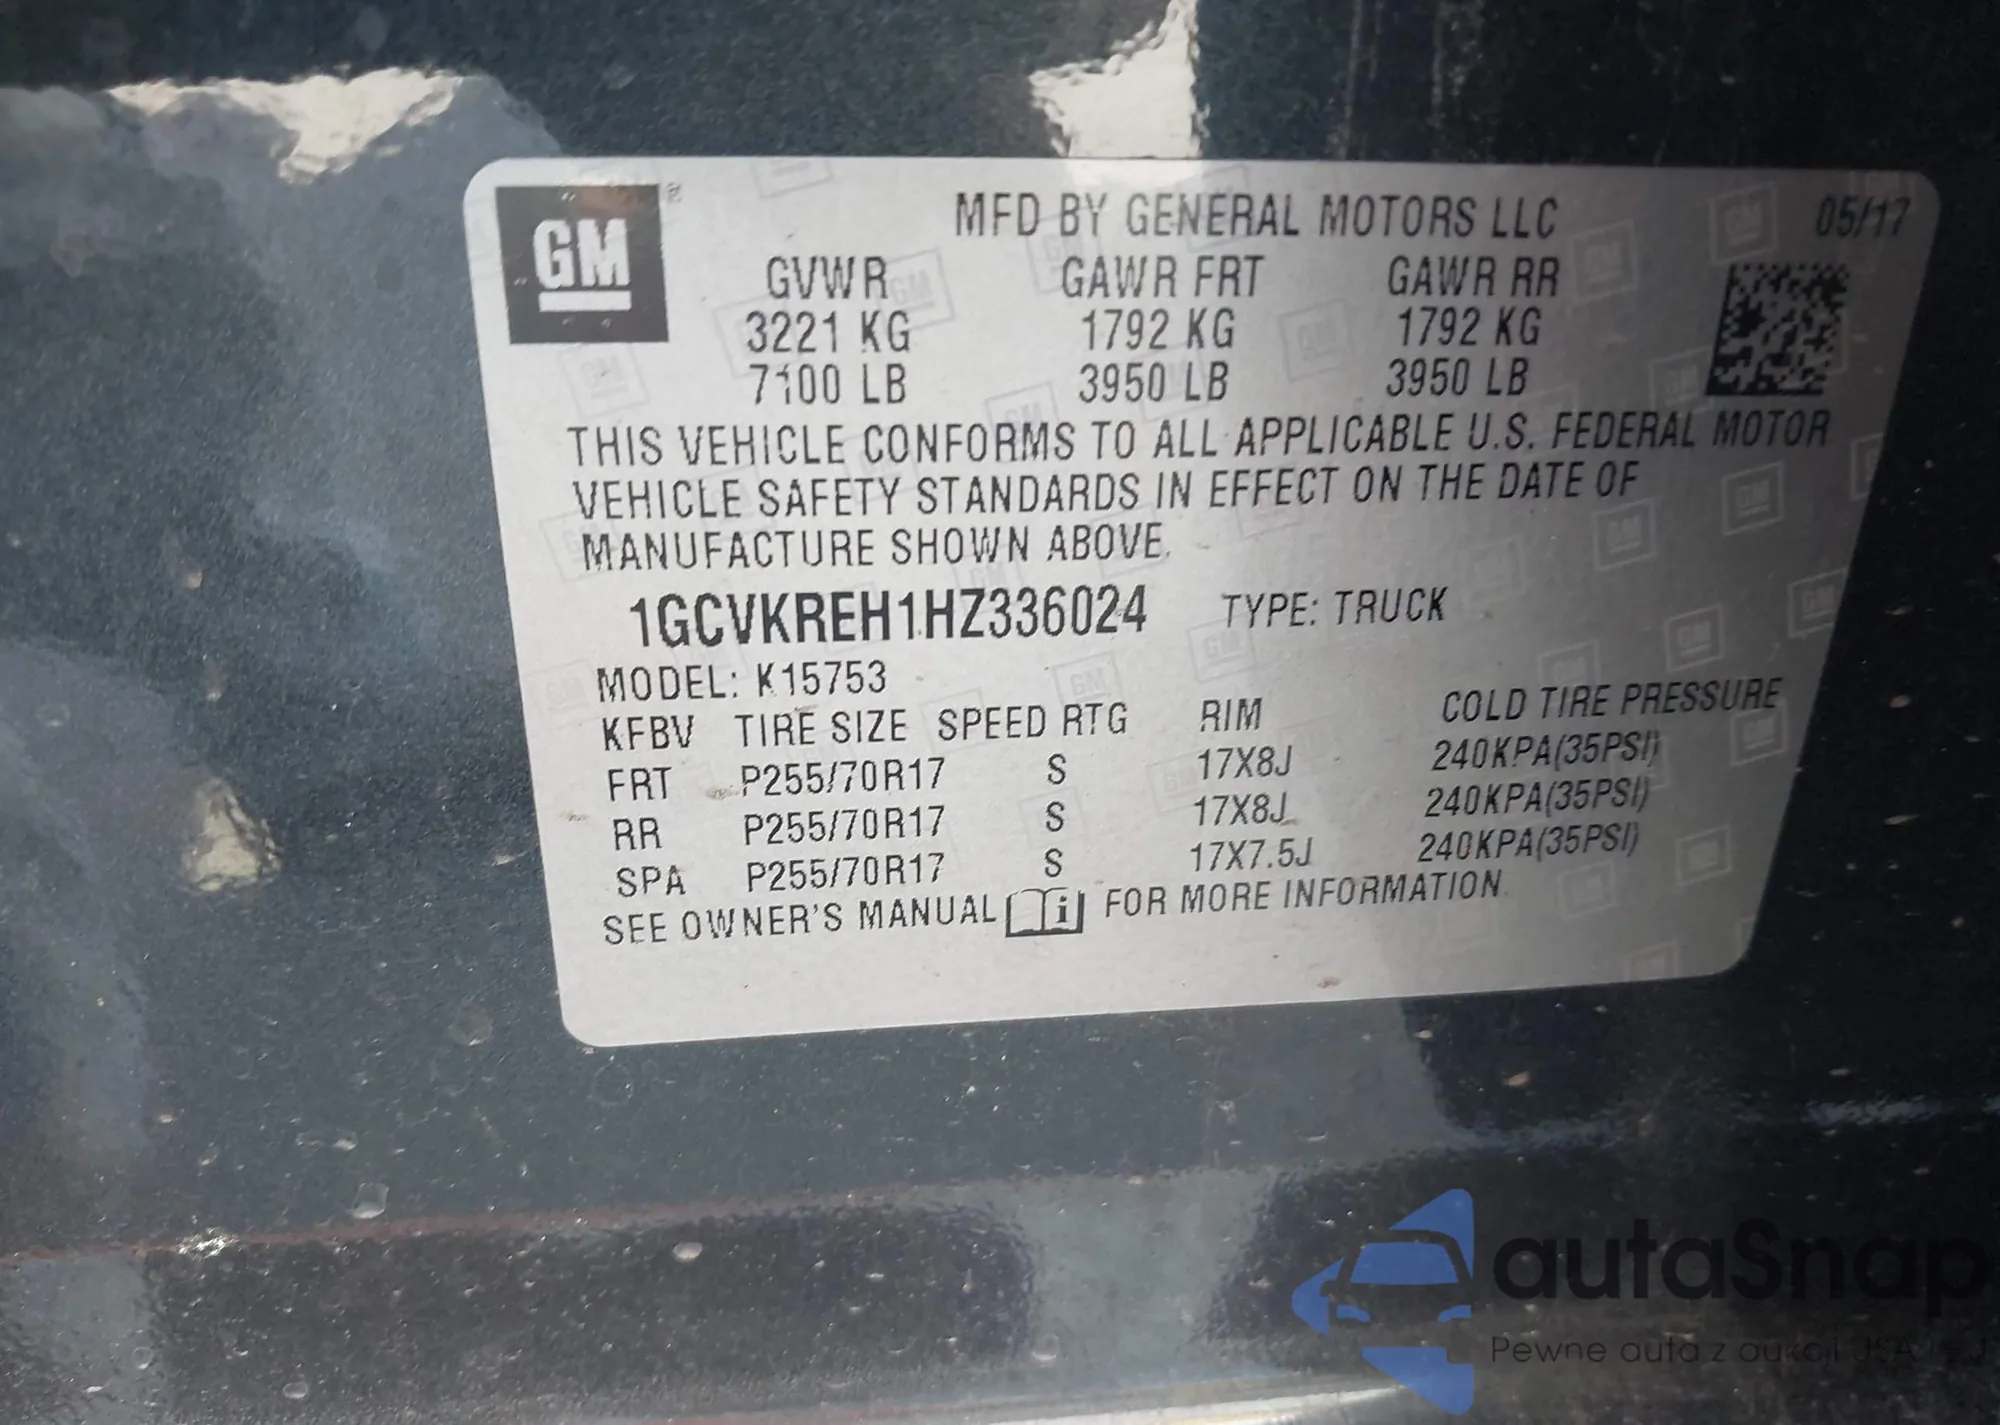 GM
MFD BY GENERAL MOTORS LLC 05/17
GVWR GAWR FRT GAWR RR
3221 KG 1792 KG 1792 KG
7100 LB 3950 LB 3950 LB
THIS VEHICLE CONFORMS TO ALL APPLICABLE U.S. FEDERAL MOTOR
VEHICLE SAFETY STANDARDS IN EFFECT ON THE DATE OF
MANUFACTURE SHOWN ABOVE.
1GCVKREH1HZ336024 TYPE: TRUCK
MODEL: K15753
KFBV TIRE SIZE SPEED RTG RIM COLD TIRE PRESSURE
FRT P255/70R17 S 17X8J 240KPA(35PSI)
RR P255/70R17 S 17X8J 240KPA(35PSI)
SPA P255/70R17 S 17X7.5J 240KPA(35PSI)
SEE OWNER'S MANUAL i FOR MORE INFORMATION.
autaSnap
Pewne auta z aukcji USA